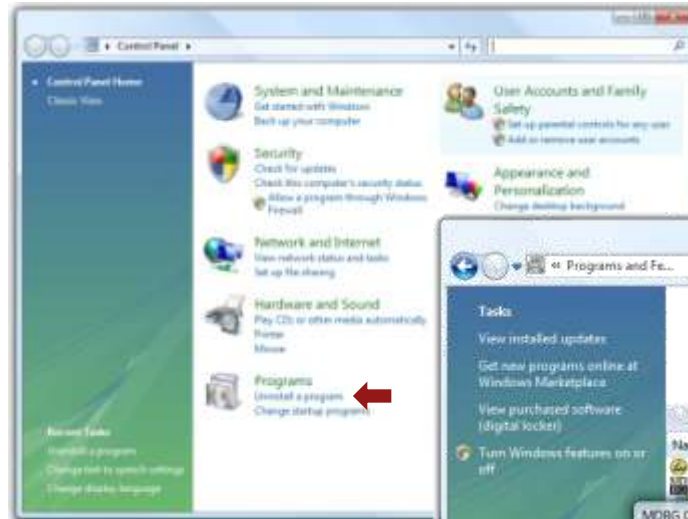 Control Panel
Control Panel Home
Classic View
System and Maintenance
Get started with Windows
Back up your computer
Security
Check for updates
Check this computer's security status
Allow a program through Windows
Firewall
Network and Internet
View network status and tasks
Set up file sharing
Hardware and Sound
Play CDs or other media automatically
Printer
Mouse
Programs
Uninstall a program
Change startup programs
User Accounts and Family
Safety
Set up parental controls for any user
Add or remove user accounts
Appearance and
Personalization
Change desktop background
Recent Tasks
Uninstall a program
Change text to speech settings
Change display language
« Programs and Fe...
Tasks
View installed updates
Get new programs online at
Windows Marketplace
View purchased software
(digital locker)
Turn Windows features on or
off
Na
MDBG C